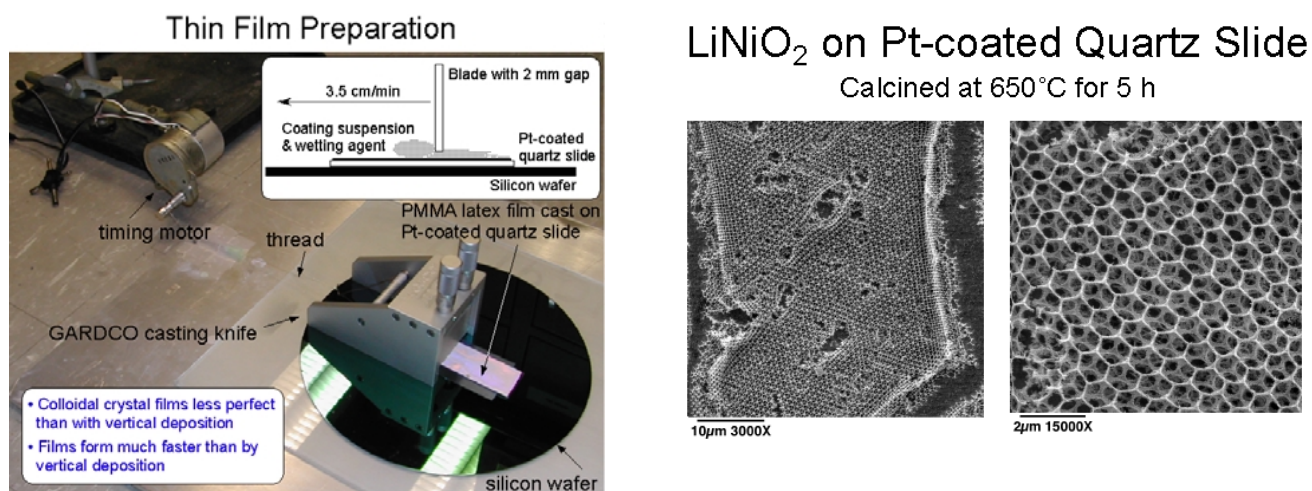 Thin Film Preparation
Blade with 2 mm gap
3.5 cm/min
Coating suspension
& wetting agent
Pt-coated
quartz slide
Silicon wafer
PMMA latex film cast on
Pt-coated quartz slide
timing motor
thread
GARDCO casting knife
• Colloidal crystal films less perfect
than with vertical deposition
• Films form much faster than by
vertical deposition
silicon wafer
LiNiO₂ on Pt-coated Quartz Slide
Calcined at 650°C for 5 h
10µm 3000X
2µm 15000X